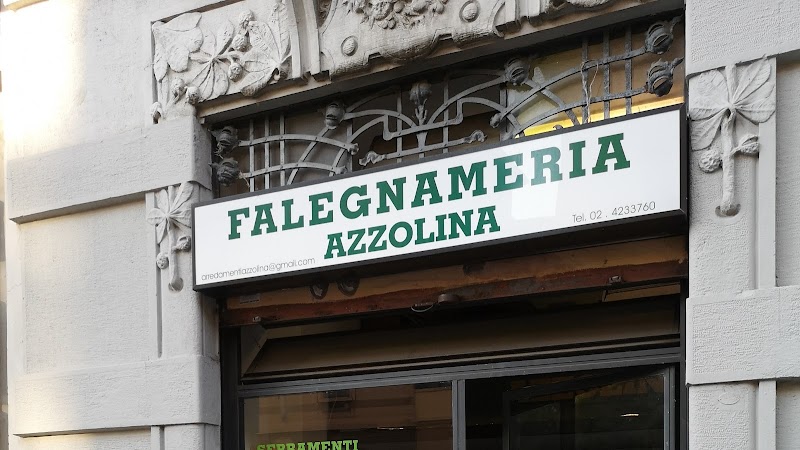 FALEGNAMERIA
AZZOLINA
arredomentiazzolina@gmail.com
Tel. 02 . 4233760
SERRAMENTI